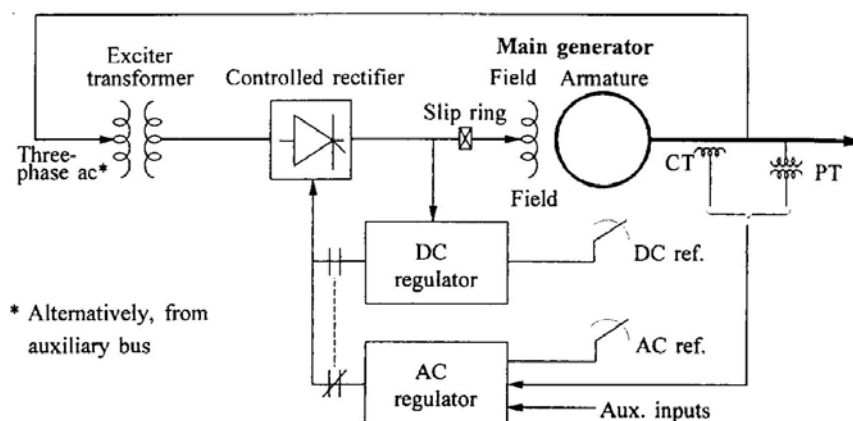 Main generator
Exciter
transformer
Controlled rectifier
Field
Armature
Slip ring
Three-
phase ac*
CT
PT
Field
DC
regulator
DC ref.
* Alternatively, from
auxiliary bus
AC
regulator
AC ref.
Aux. inputs